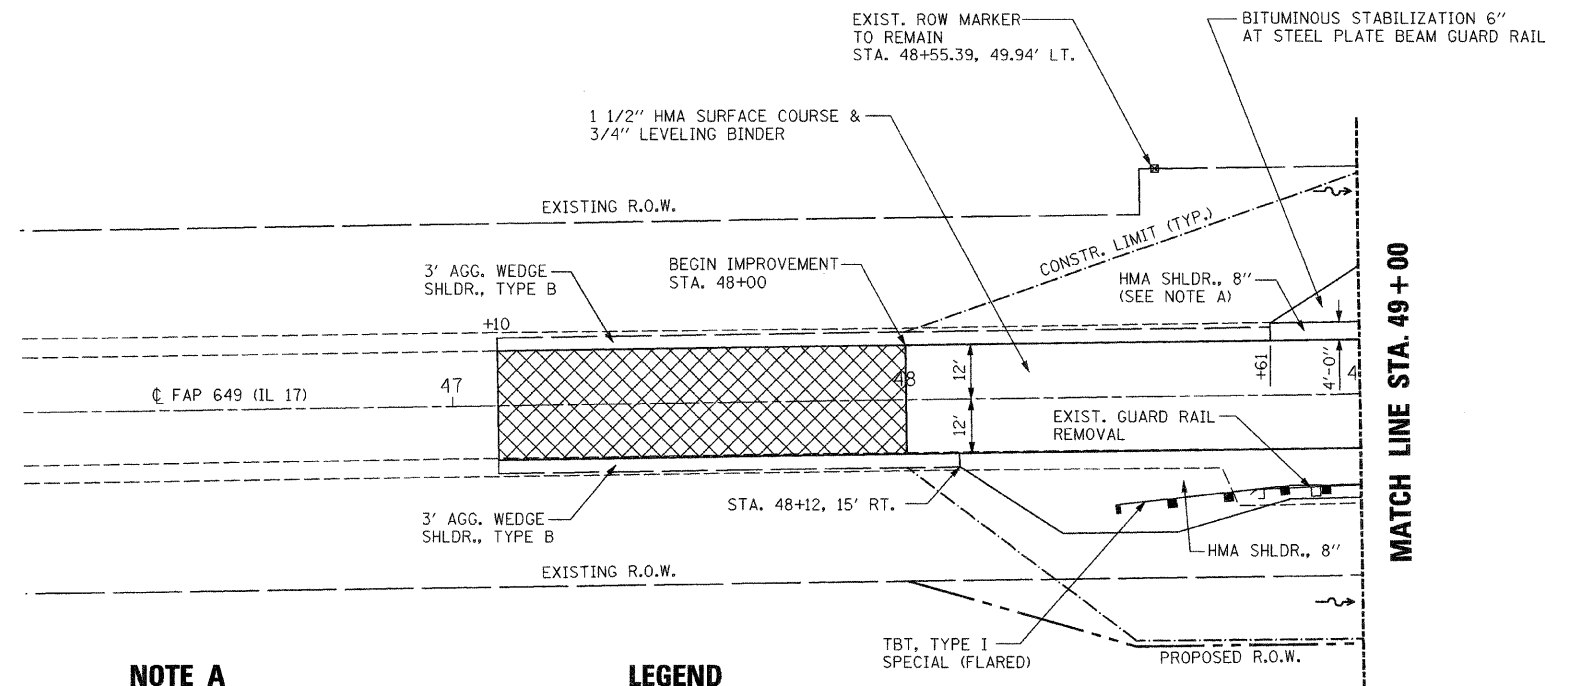 EXIST. ROW MARKER
TO REMAIN
STA. 48+55.39, 49.94' LT.
BITUMINOUS STABILIZATION 6"
AT STEEL PLATE BEAM GUARD RAIL
1 1/2" HMA SURFACE COURSE &
3/4" LEVELING BINDER
EXISTING R.O.W.
CONSTR. LIMIT (TYP.)
3' AGG. WEDGE
SHLDR., TYPE B
BEGIN IMPROVEMENT
STA. 48+00
HMA SHLDR., 8"
(SEE NOTE A)
+10
MATCH LINE STA. 49+00
℄ FAP 649 (IL 17)
47
48
12'
12'
+61
4'-0"
4
EXIST. GUARD RAIL
REMOVAL
STA. 48+12, 15' RT.
3' AGG. WEDGE
SHLDR., TYPE B
HMA SHLDR., 8"
EXISTING R.O.W.
TBT, TYPE I
SPECIAL (FLARED)
PROPOSED R.O.W.
NOTE A
LEGEND